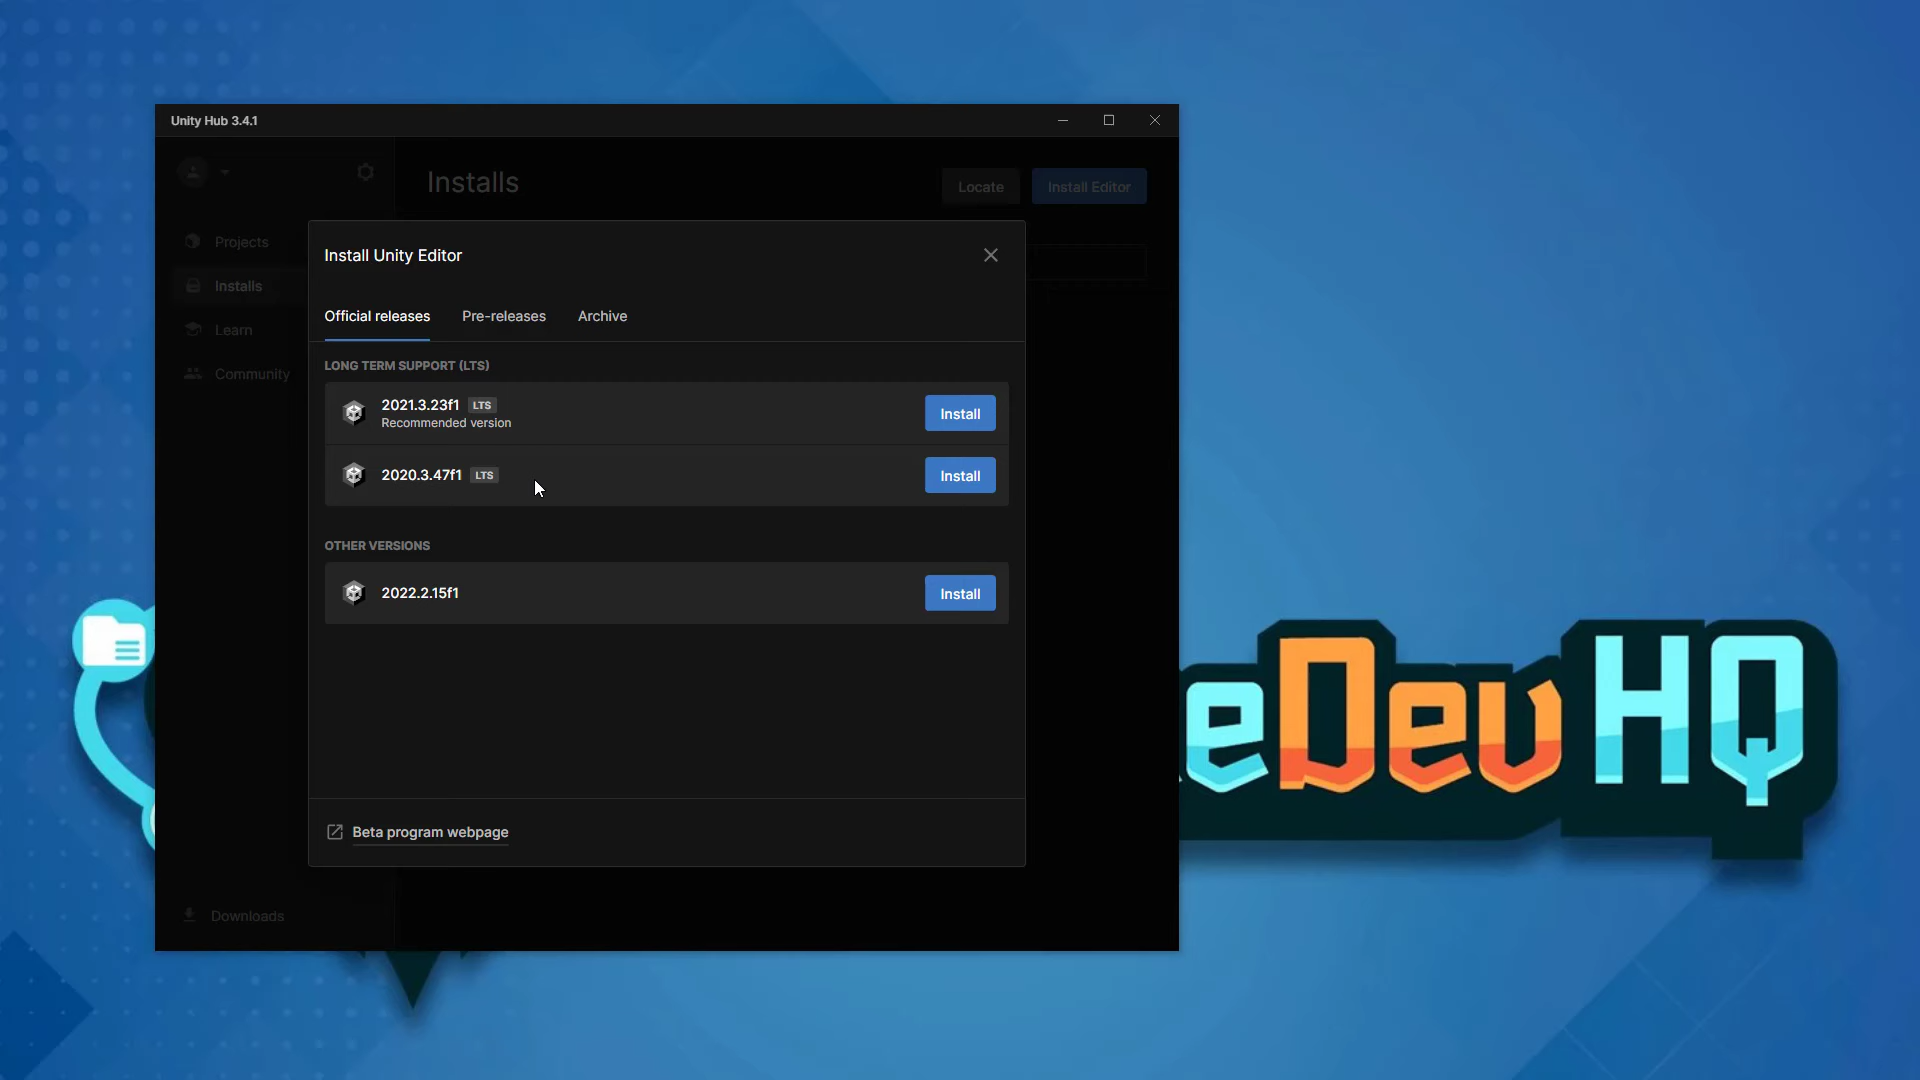 Unity Hub 3.4.1
Installs
Locate
Install Editor
Projects
Installs
Learn
Community
Downloads
Install Unity Editor
Official releases
Pre-releases
Archive
LONG TERM SUPPORT (LTS)
2021.3.23f1 LTS
Recommended version
Install
2020.3.47f1 LTS
Install
OTHER VERSIONS
2022.2.15f1
Install
Beta program webpage
eDevHQ